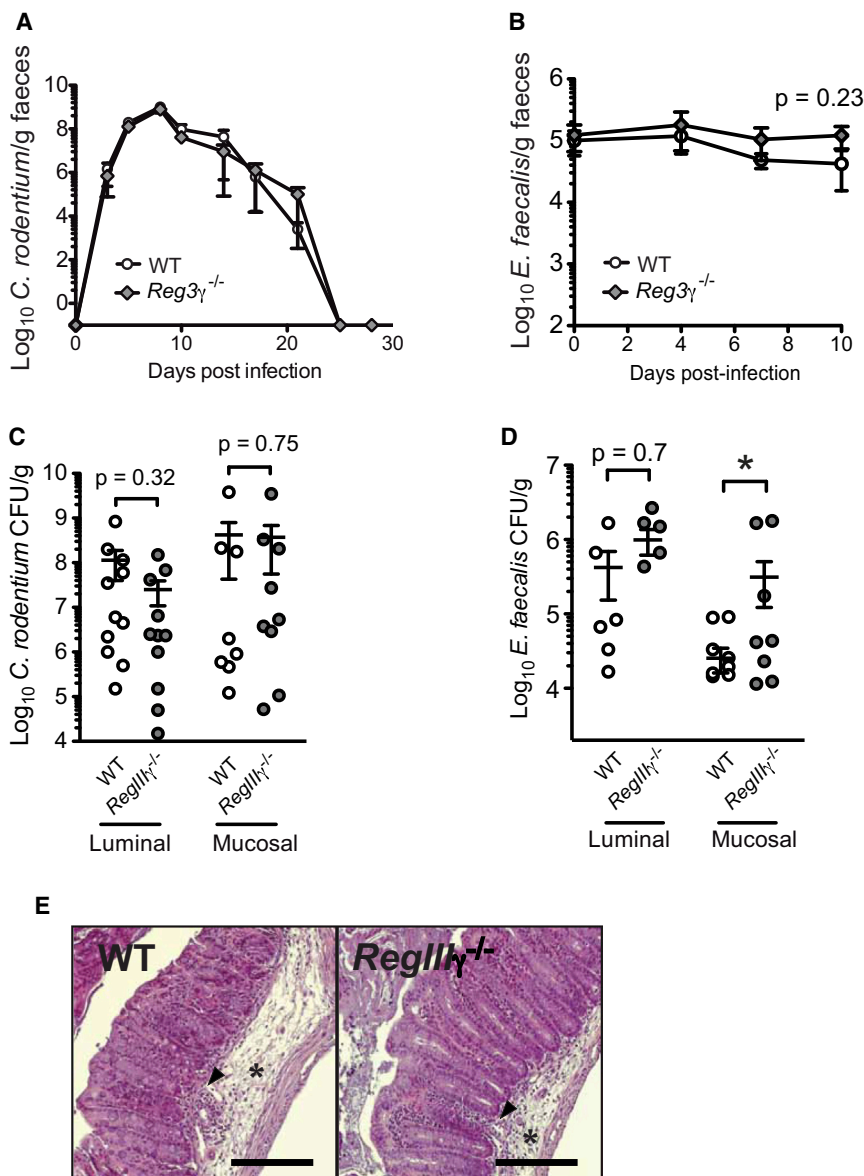 A
Log10 C. rodentium/g faeces
10
8
6
4
2
0
WT
Reg3γ-/-
0
10
20
30
Days post infection
B
Log10 E. faecalis/g faeces
6
5
4
3
2
p = 0.23
WT
Reg3γ-/-
0
2
4
6
8
10
Days post-infection
C
Log10 C. rodentium CFU/g
10
9
8
7
6
5
4
p = 0.32
p = 0.75
WT
RegIIIγ-/-
WT
RegIIIγ-/-
Luminal
Mucosal
D
Log10 E. faecalis CFU/g
7
6
5
4
p = 0.7
*
WT
RegIIIγ-/-
WT
RegIIIγ-/-
Luminal
Mucosal
E
WT
*
RegIIIγ-/-
*